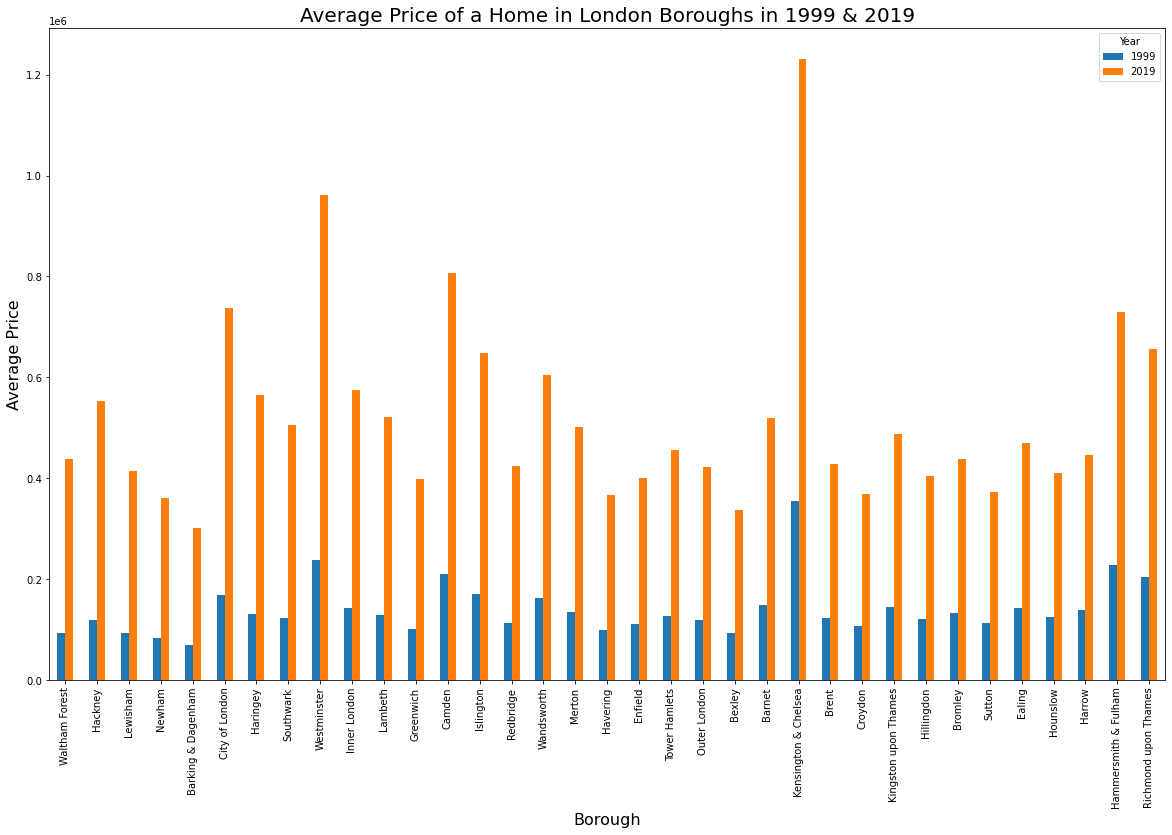 Average Price of a Home in London Boroughs in 1999 & 2019
1e6
Year
1999
2019
1.2
1.0
0.8
0.6
0.4
0.2
0.0
Average Price
Waltham Forest
Hackney
Lewisham
Newham
Barking & Dagenham
City of London
Haringey
Southwark
Westminster
Inner London
Lambeth
Greenwich
Camden
Islington
Redbridge
Wandsworth
Merton
Havering
Enfield
Tower Hamlets
Outer London
Bexley
Barnet
Kensington & Chelsea
Brent
Croydon
Kingston upon Thames
Hillingdon
Bromley
Sutton
Ealing
Hounslow
Harrow
Hammersmith & Fulham
Richmond upon Thames
Borough